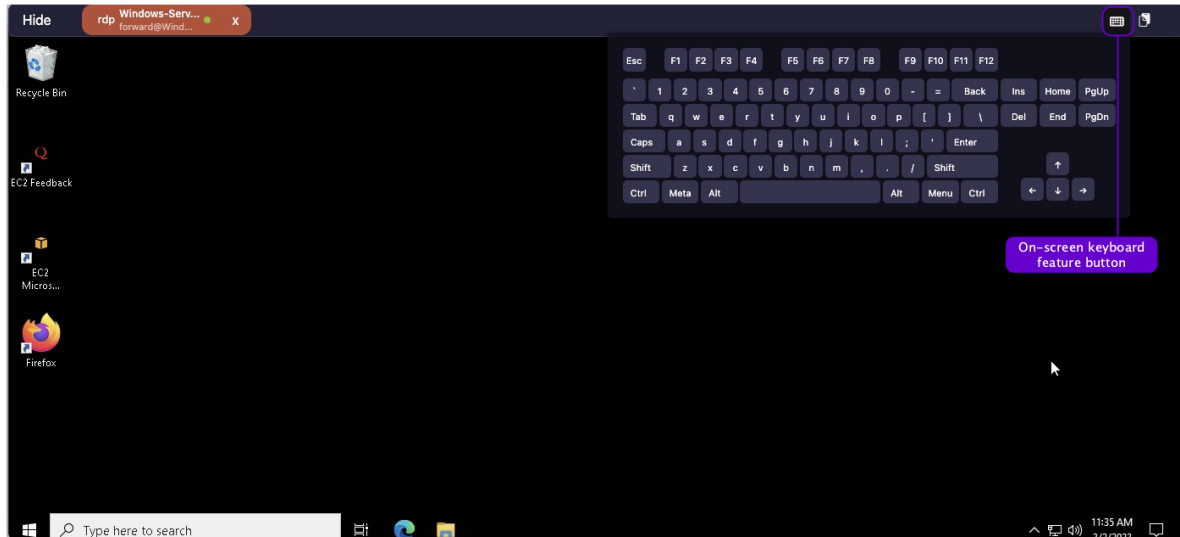 Hide
rdp Windows-Serv... x
forward@Wind...
Recycle Bin
EC2 Feedback
EC2
Micros...
Firefox
Esc F1 F2 F3 F4 F5 F6 F7 F8 F9 F10 F11 F12
` 1 2 3 4 5 6 7 8 9 0 - = Back Ins Home PgUp
Tab q w e r t y u i o p [ ] \ Del End PgDn
Caps a s d f g h j k l ; ' Enter
Shift z x c v b n m , . / Shift ↑
Ctrl Meta Alt Alt Menu Ctrl ← ↓ →
On-screen keyboard
feature button
Type here to search
11:35 AM